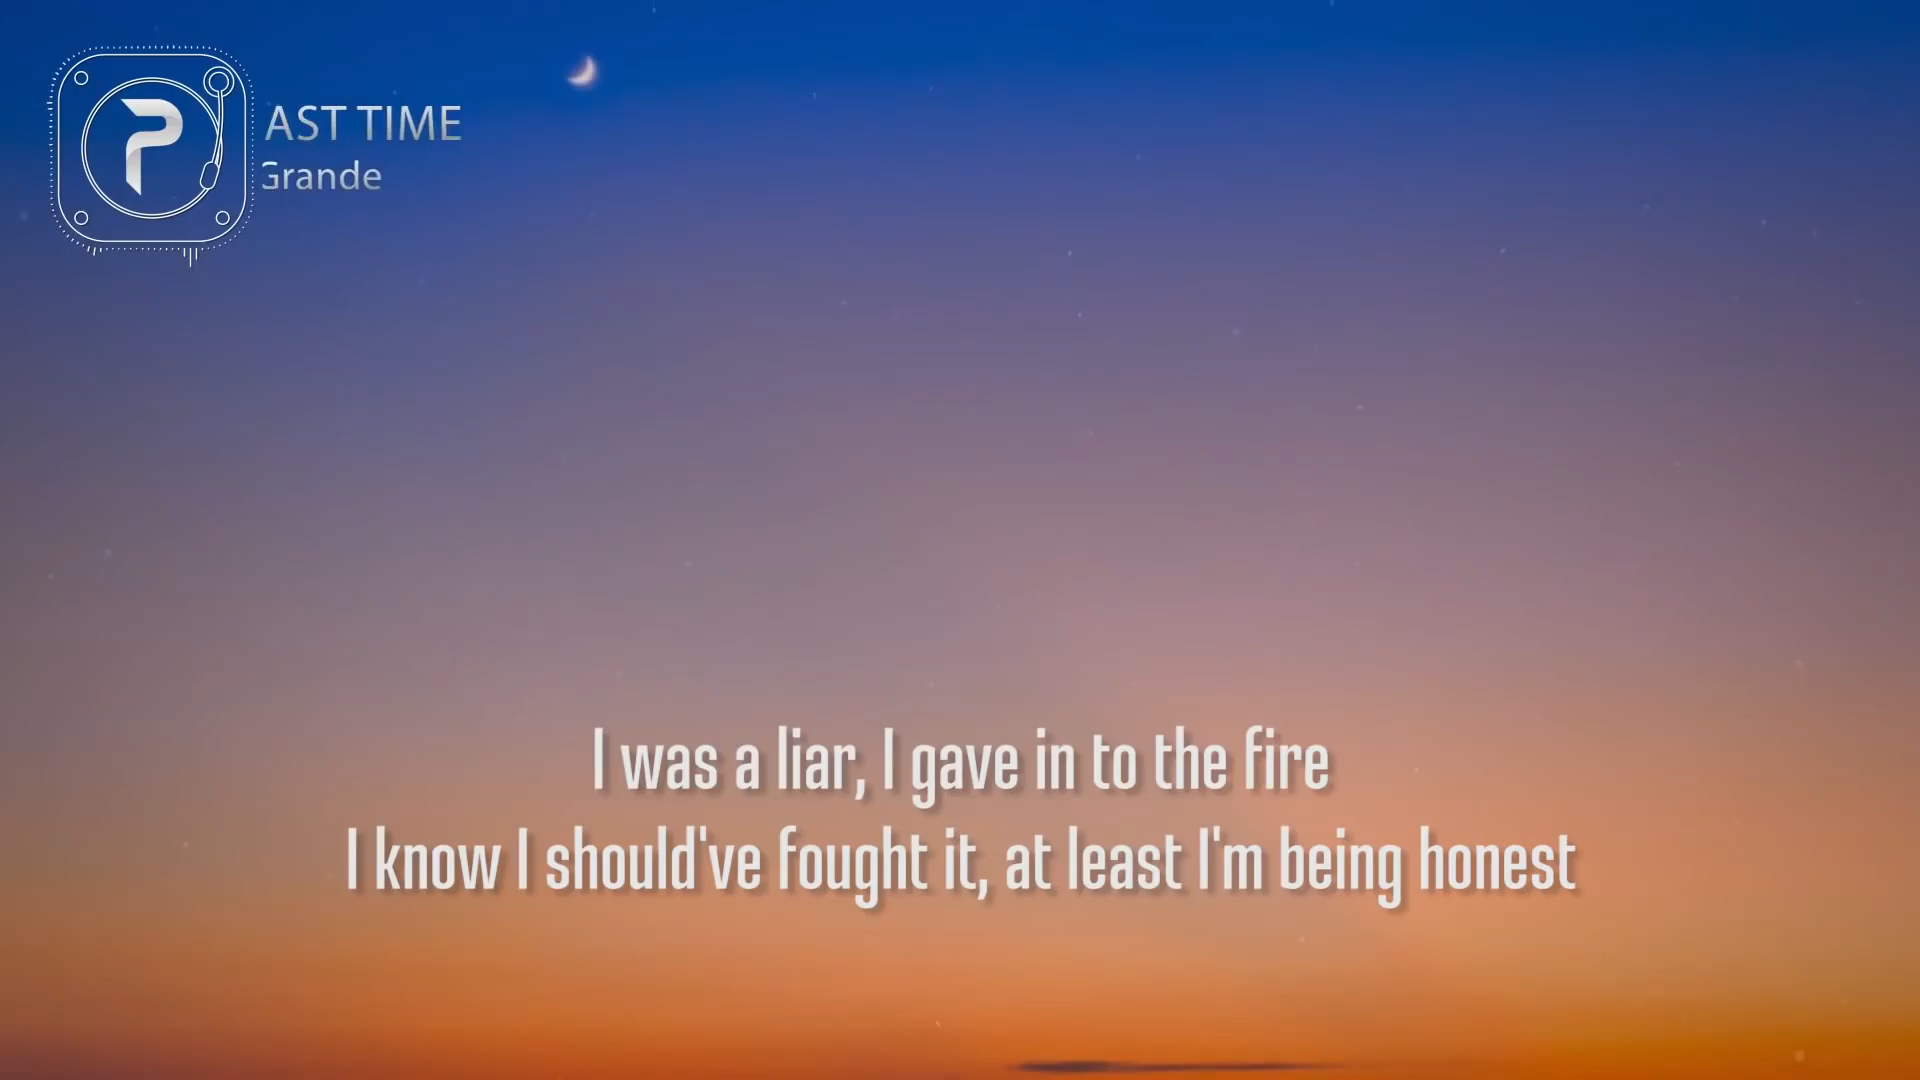 P
AST TIME
Grande
I was a liar, I gave in to the fire
I know I should've fought it, at least I'm being honest